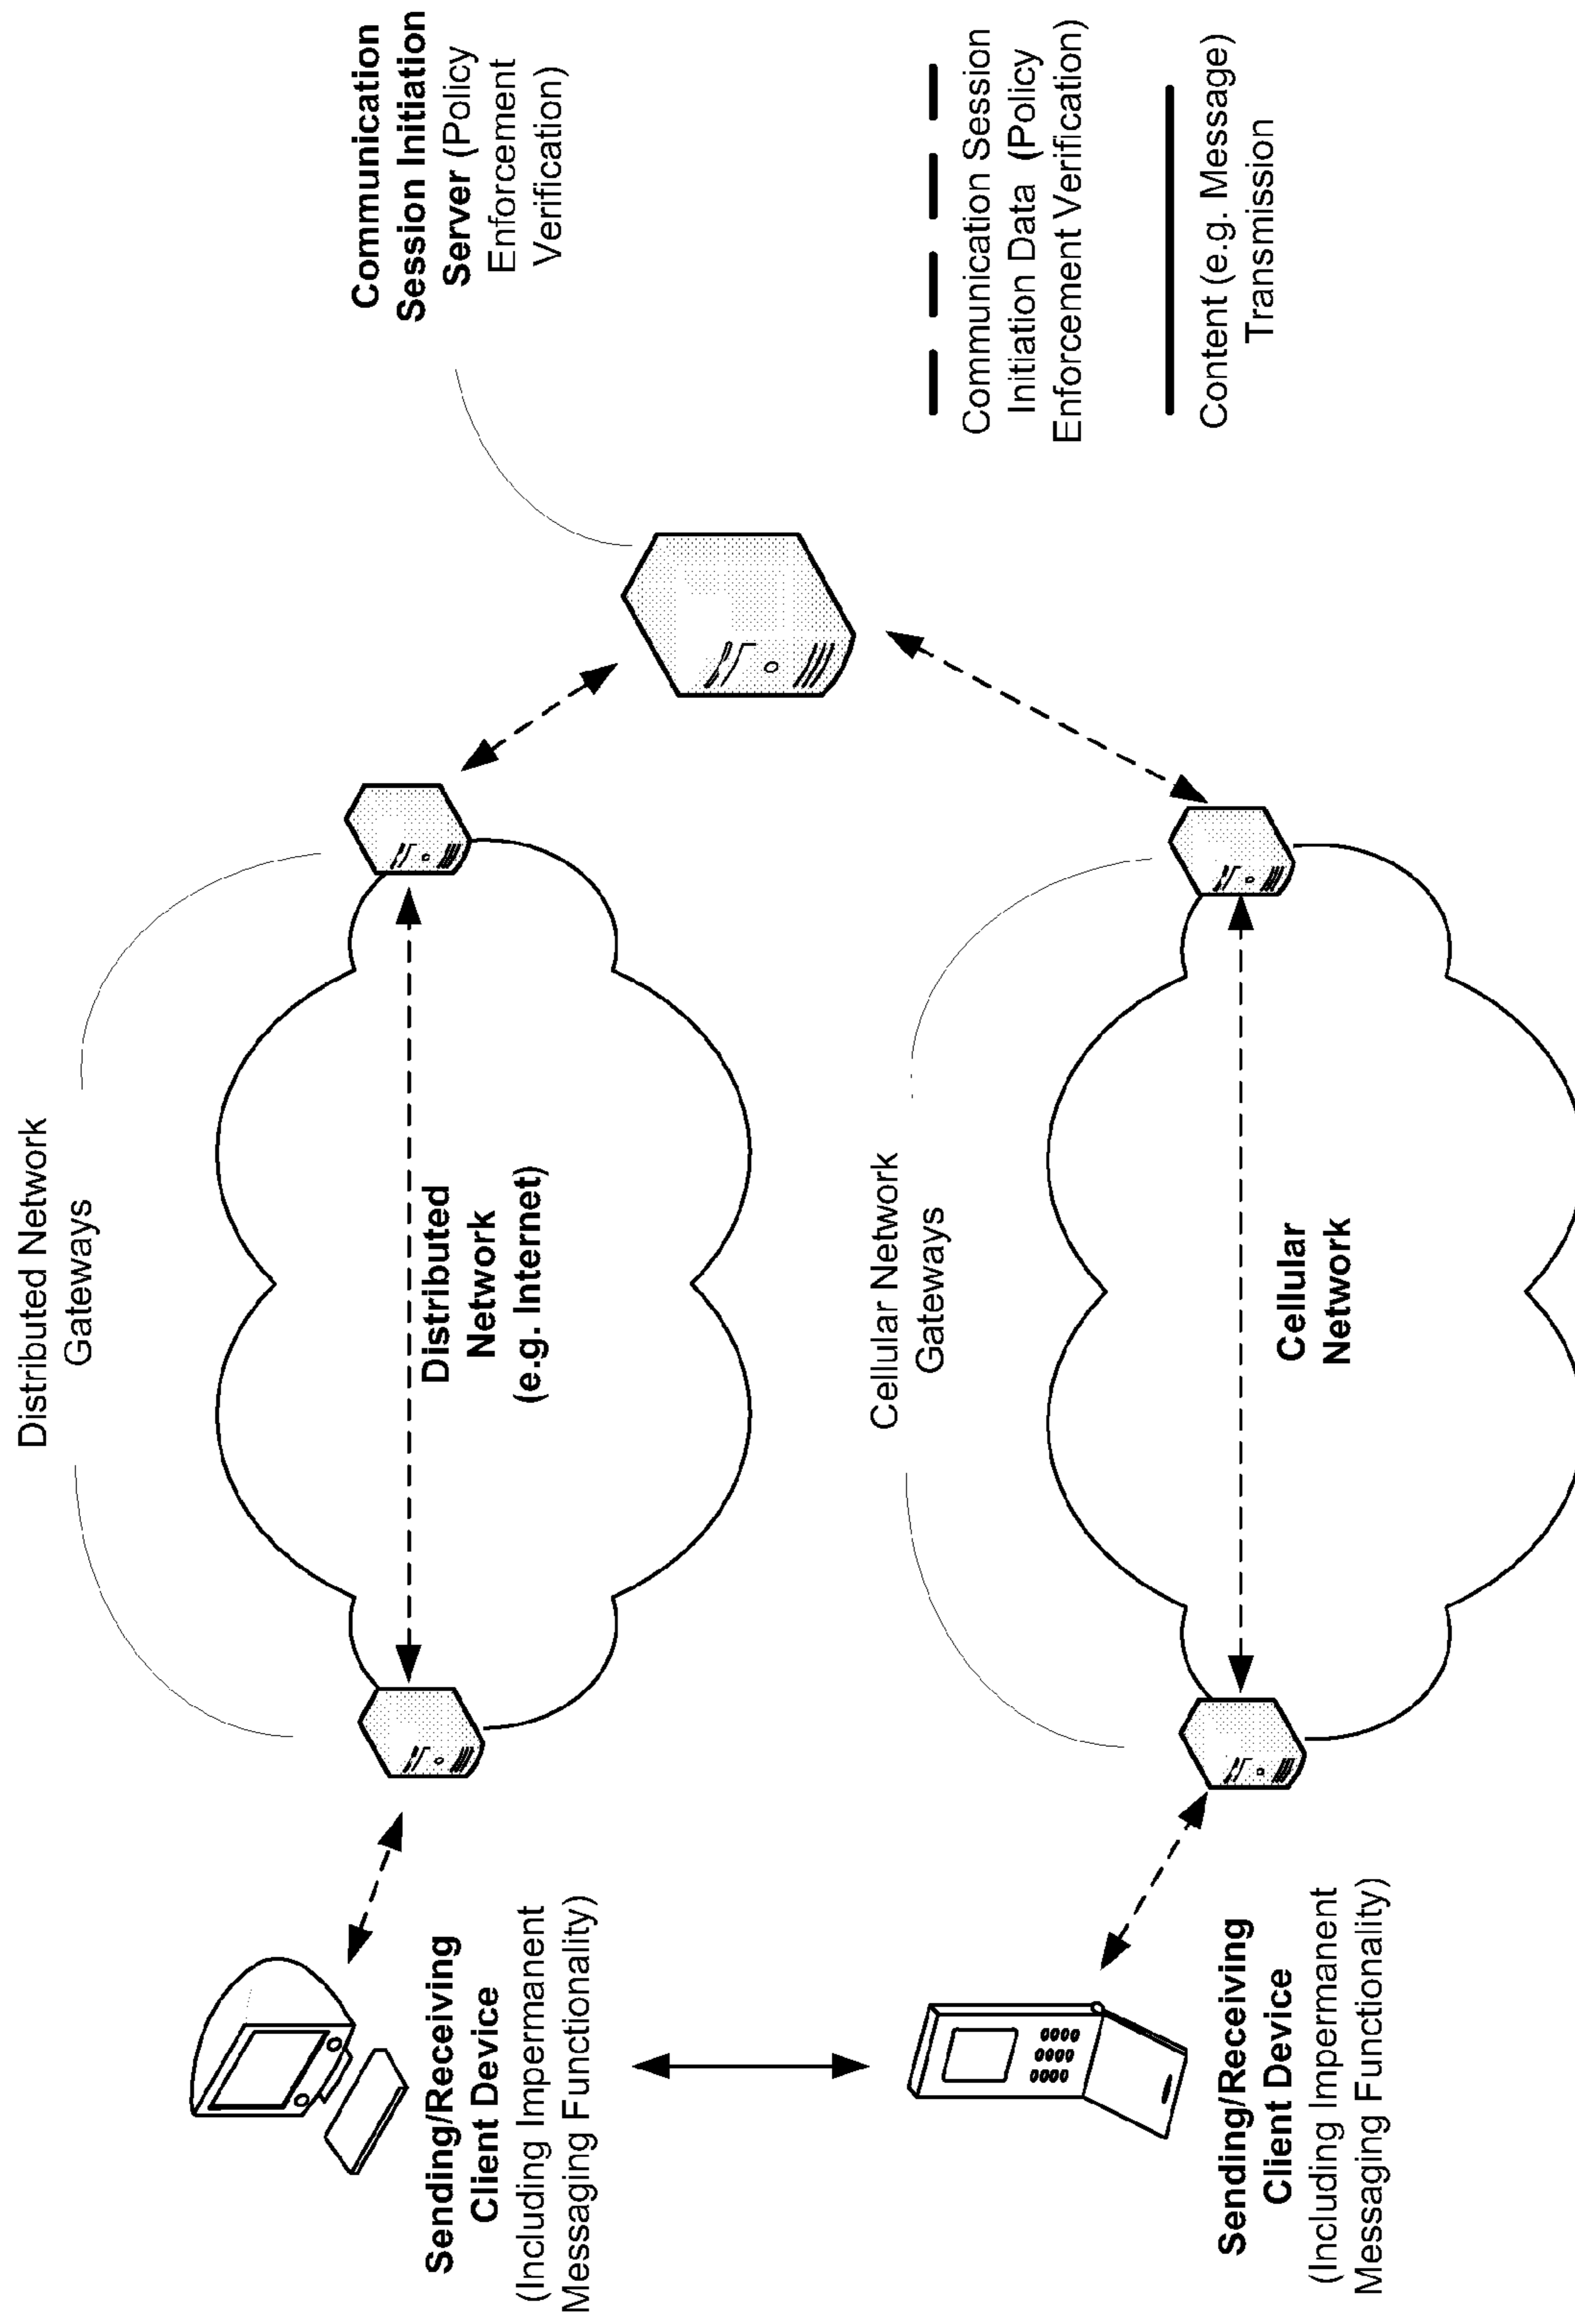 Distributed Network
Gateways
Communication
Session Initiation
Server (Policy
Enforcement
Verification)
Distributed
Network
(e.g. Internet)
Sending/Receiving
Client Device
(Including Impermanent
Messaging Functionality)
Cellular Network
Gateways
Communication Session
Initiation Data (Policy
Enforcement Verification)
Content (e.g. Message)
Transmission
Cellular
Network
Sending/Receiving
Client Device
(Including Impermanent
Messaging Functionality)